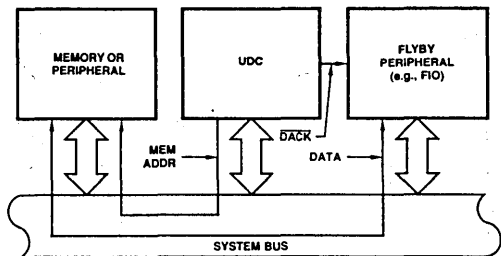 MEMORY OR
PERIPHERAL
UDC
FLYBY
PERIPHERAL
(e.g., FIO)
DACK
MEM
ADDR
DATA
SYSTEM BUS